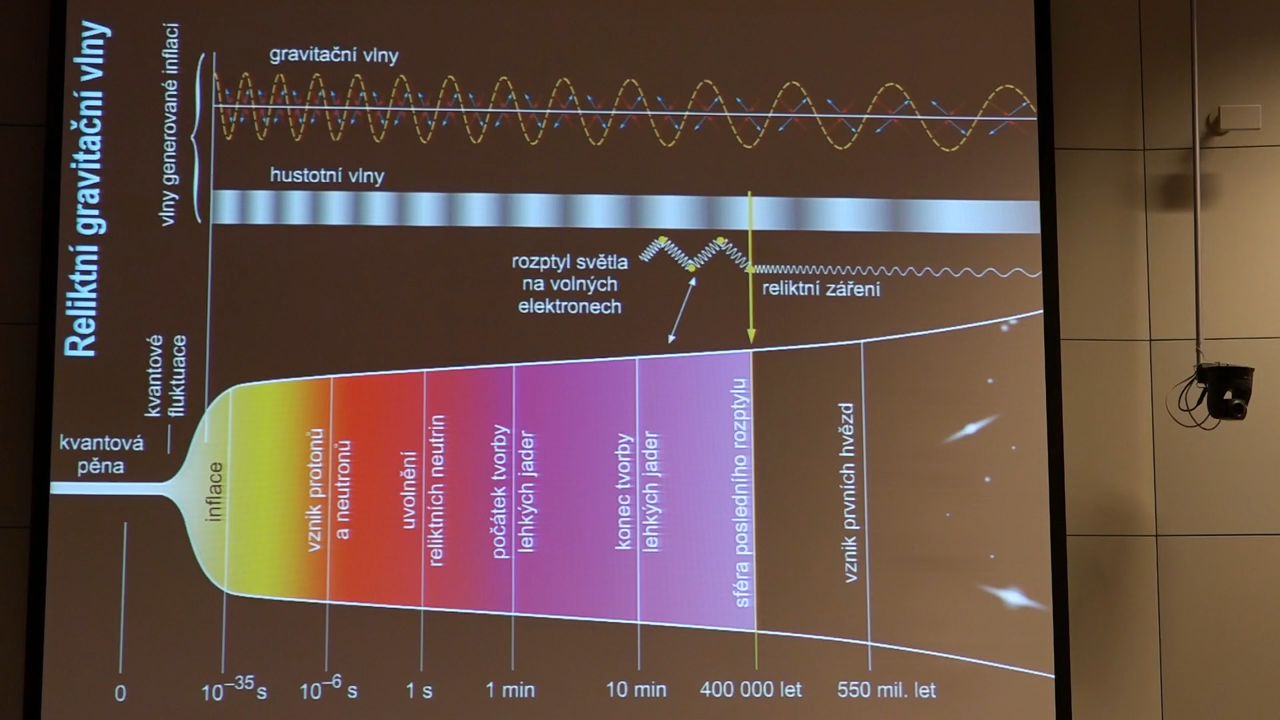 Reliktní gravitační vlny
vlny generované inflací
gravitační vlny
hustotní vlny
rozptyl světla
na volných
elektronech
reliktní záření
kvantové
fluktuace
kvantová
pěna
inflace
vznik protonů
a neutronů
uvolnění
reliktních neutrin
počátek tvorby
lehkých jader
konec tvorby
lehkých jader
sféra posledního rozptylu
vznik prvních hvězd
0
10⁻³⁵s
10⁻⁶ s
1 s
1 min
10 min
400 000 let
550 mil. let